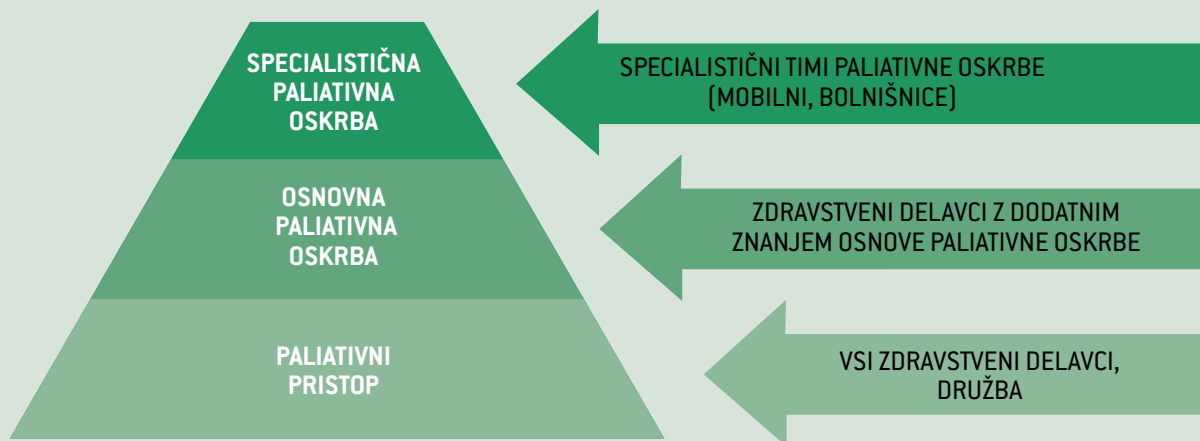 SPECIALISTIČNA
PALIATIVNA
OSKRBA
SPECIALISTIČNI TIMI PALIATIVNE OSKRBE
(MOBILNI, BOLNIŠNICE)
OSNOVNA
PALIATIVNA
OSKRBA
ZDRAVSTVENI DELAVCI Z DODATNIM
ZNANJEM OSNOVE PALIATIVNE OSKRBE
PALIATIVNI
PRISTOP
VSI ZDRAVSTVENI DELAVCI,
DRUŽBA